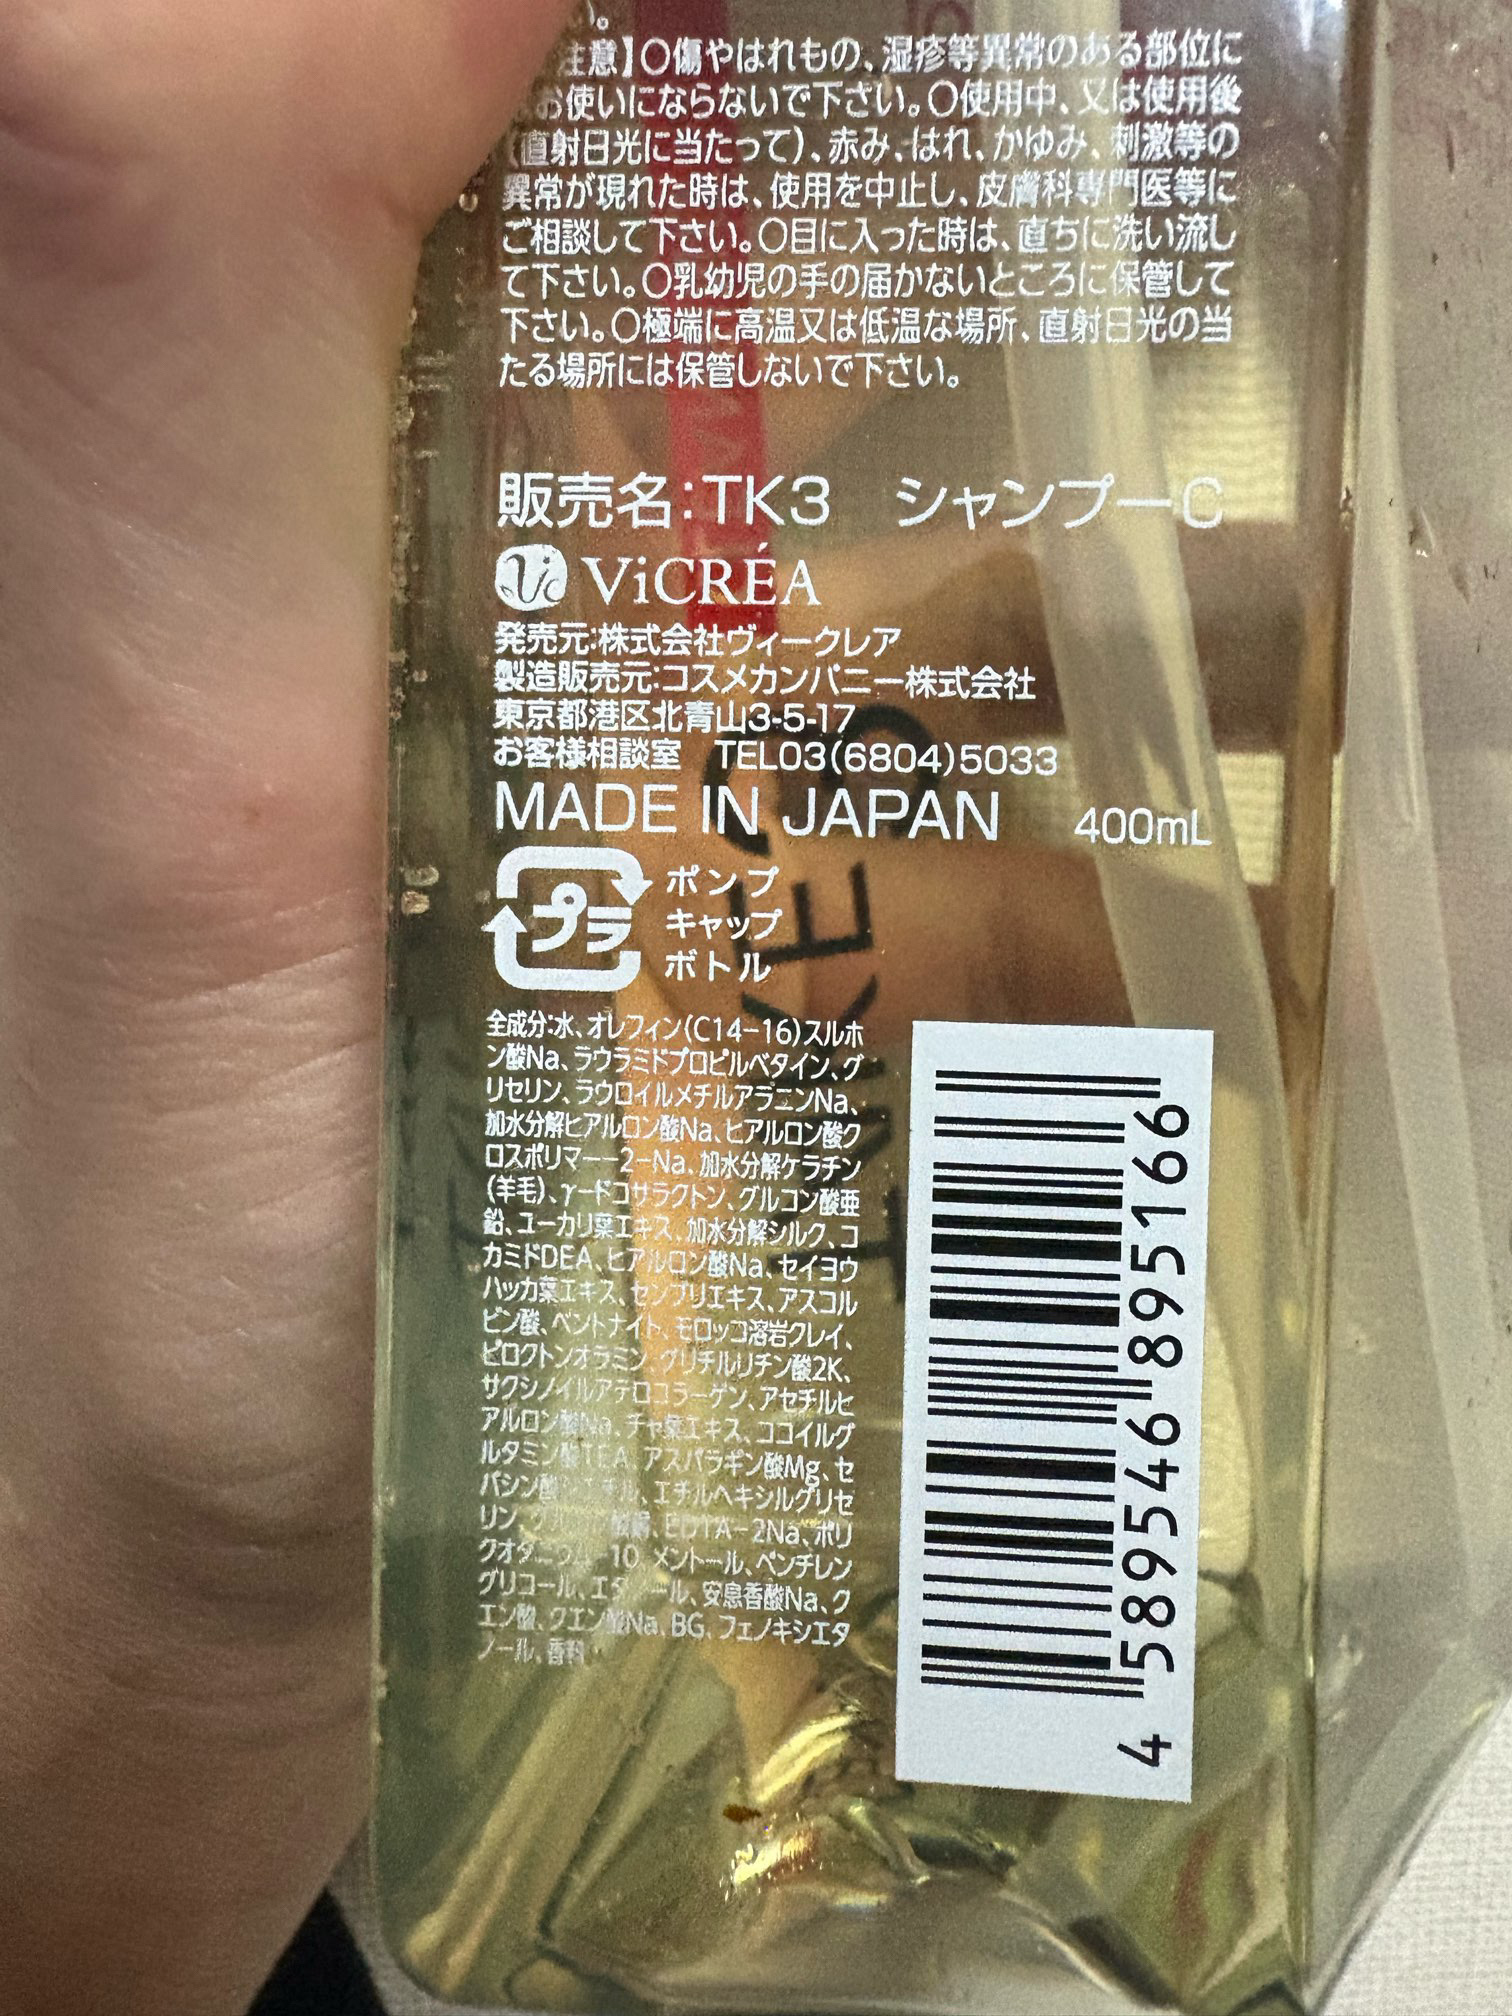 い。
注意】〇傷やはれもの、湿疹等異常のある部位に
お使いにならないで下さい。〇使用中、又は使用後
(直射日光に当たって)、赤み、はれ、かゆみ、刺激等の
異常が現れた時は、使用を中止し、皮膚科専門医等に
ご相談して下さい。〇目に入った時は、直ちに洗い流し
て下さい。〇乳幼児の手の届かないところに保管して
下さい。〇極端に高温又は低温な場所、直射日光の当
たる場所には保管しないで下さい。
販売名:TK3 シャンプーC
Vi ViCRÉA
発売元:株式会社ヴィークレア
製造販売元:コスメカンパニー株式会社
東京都港区北青山3-5-17
お客様相談室 TEL03(6804)5033
MADE IN JAPAN 400mL
プラ ポンプ
キャップ
ボトル
全成分:水、オレフィン(C14-16)スルホ
ン酸Na、ラウラミドプロピルベタイン、グ
リセリン、ラウロイルメチルアラニンNa、
加水分解ヒアルロン酸Na、ヒアルロン酸ク
ロスポリマー-2-Na、加水分解ケラチン
(羊毛)、γ-ドコサラクトン、グルコン酸亜
鉛、ユーカリ葉エキス、加水分解シルク、コ
カミドDEA、ヒアルロン酸Na、セイヨウ
ハッカ葉エキス、センブリエキス、アスコル
ビン酸、ベントナイト、モロッコ溶岩クレイ、
ピロクトンオラミン、グリチルリチン酸2K、
サクシノイルアテロコラーゲン、アセチルヒ
アルロン酸Na、チャ葉エキス、ココイルグ
ルタミン酸TEA、アスパラギン酸Mg、セ
バシン酸 チル、エチルヘキシルグリセ
リン、 酸銅、EDTA-2Na、ポリ
クオタニウム-10、メントール、ペンチレン
グリコール、エタノール、安息香酸Na、ク
エン酸、クエン酸Na、BG、フェノキシエタ
ノール、香料
4 589546 895166